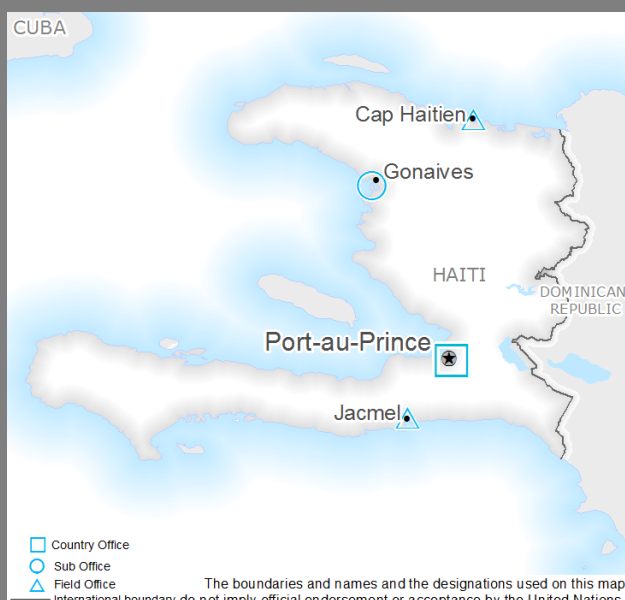 CUBA
Cap Haitien
Gonaives
HAITI
DOMINICAN
REPUBLIC
Port-au-Prince
Jacmel
Country Office
Sub Office
Field Office
The boundaries and names and the designations used on this map
International boundary do not imply official endorsement or acceptance by the United Nations.